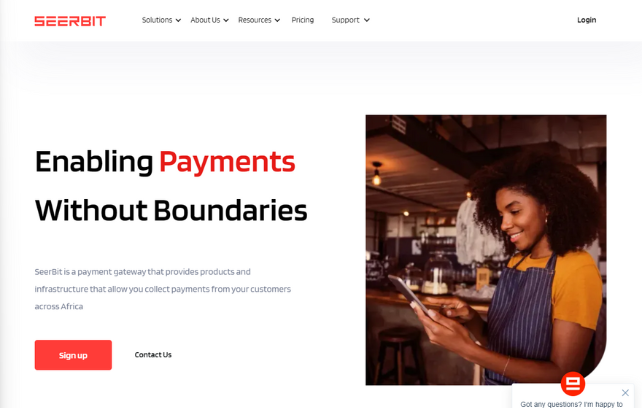 SEERBIT
Solutions About Us Resources Pricing Support Login
Enabling Payments
Without Boundaries
SeerBit is a payment gateway that provides products and
infrastructure that allow you collect payments from your customers
across Africa
Sign up Contact Us
Got any questions? I'm happy to